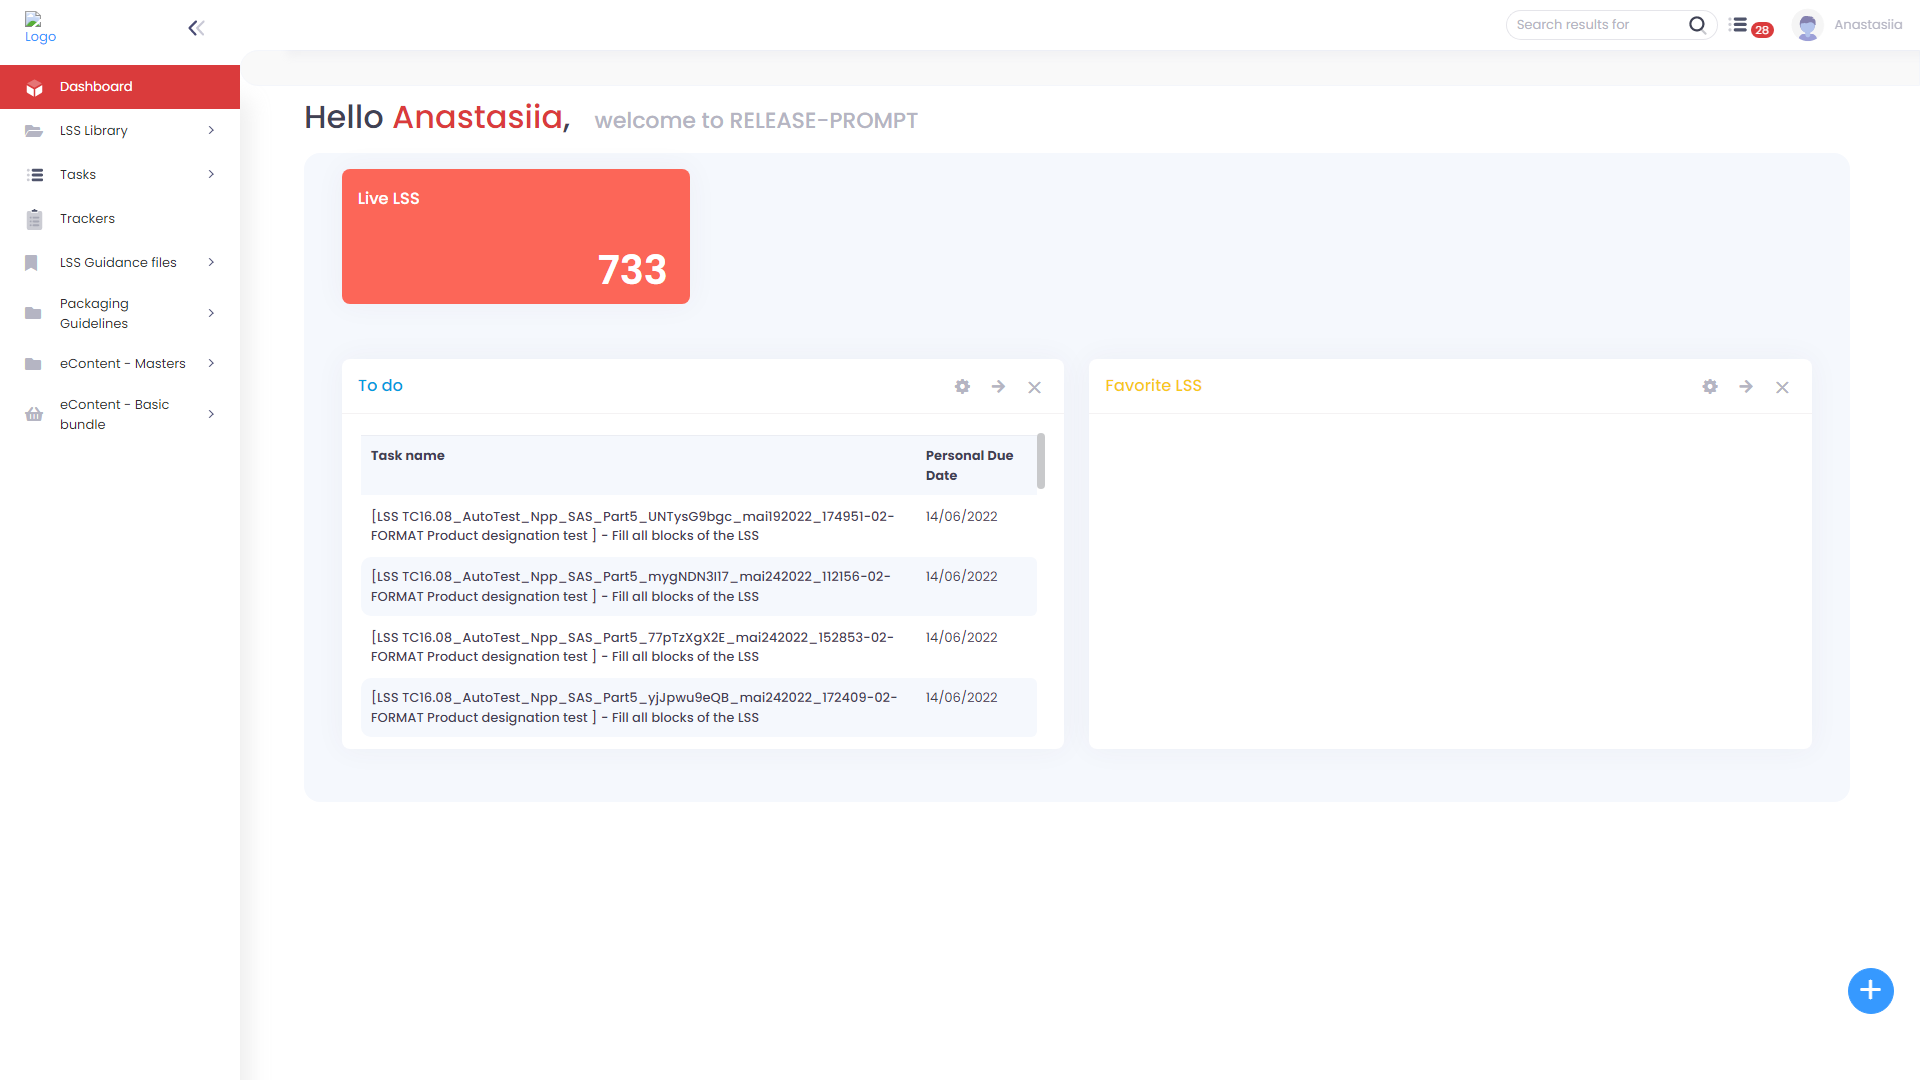 Logo
Search results for
28
Anastasiia
Dashboard
LSS Library
Tasks
Trackers
LSS Guidance files
Packaging
Guidelines
eContent - Masters
eContent - Basic
bundle
Hello Anastasiia, welcome to RELEASE-PROMPT
Live LSS
733
To do
Task name
Personal Due
Date
[LSS TC16.08_AutoTest_Npp_SAS_Part5_UNTysG9bgc_mai192022_174951-02-
FORMAT Product designation test ] - Fill all blocks of the LSS
14/06/2022
[LSS TC16.08_AutoTest_Npp_SAS_Part5_mygNDN3I17_mai242022_112156-02-
FORMAT Product designation test ] - Fill all blocks of the LSS
14/06/2022
[LSS TC16.08_AutoTest_Npp_SAS_Part5_77pTzXgX2E_mai242022_152853-02-
FORMAT Product designation test ] - Fill all blocks of the LSS
14/06/2022
[LSS TC16.08_AutoTest_Npp_SAS_Part5_yjJpwu9eQB_mai242022_172409-02-
FORMAT Product designation test ] - Fill all blocks of the LSS
14/06/2022
Favorite LSS